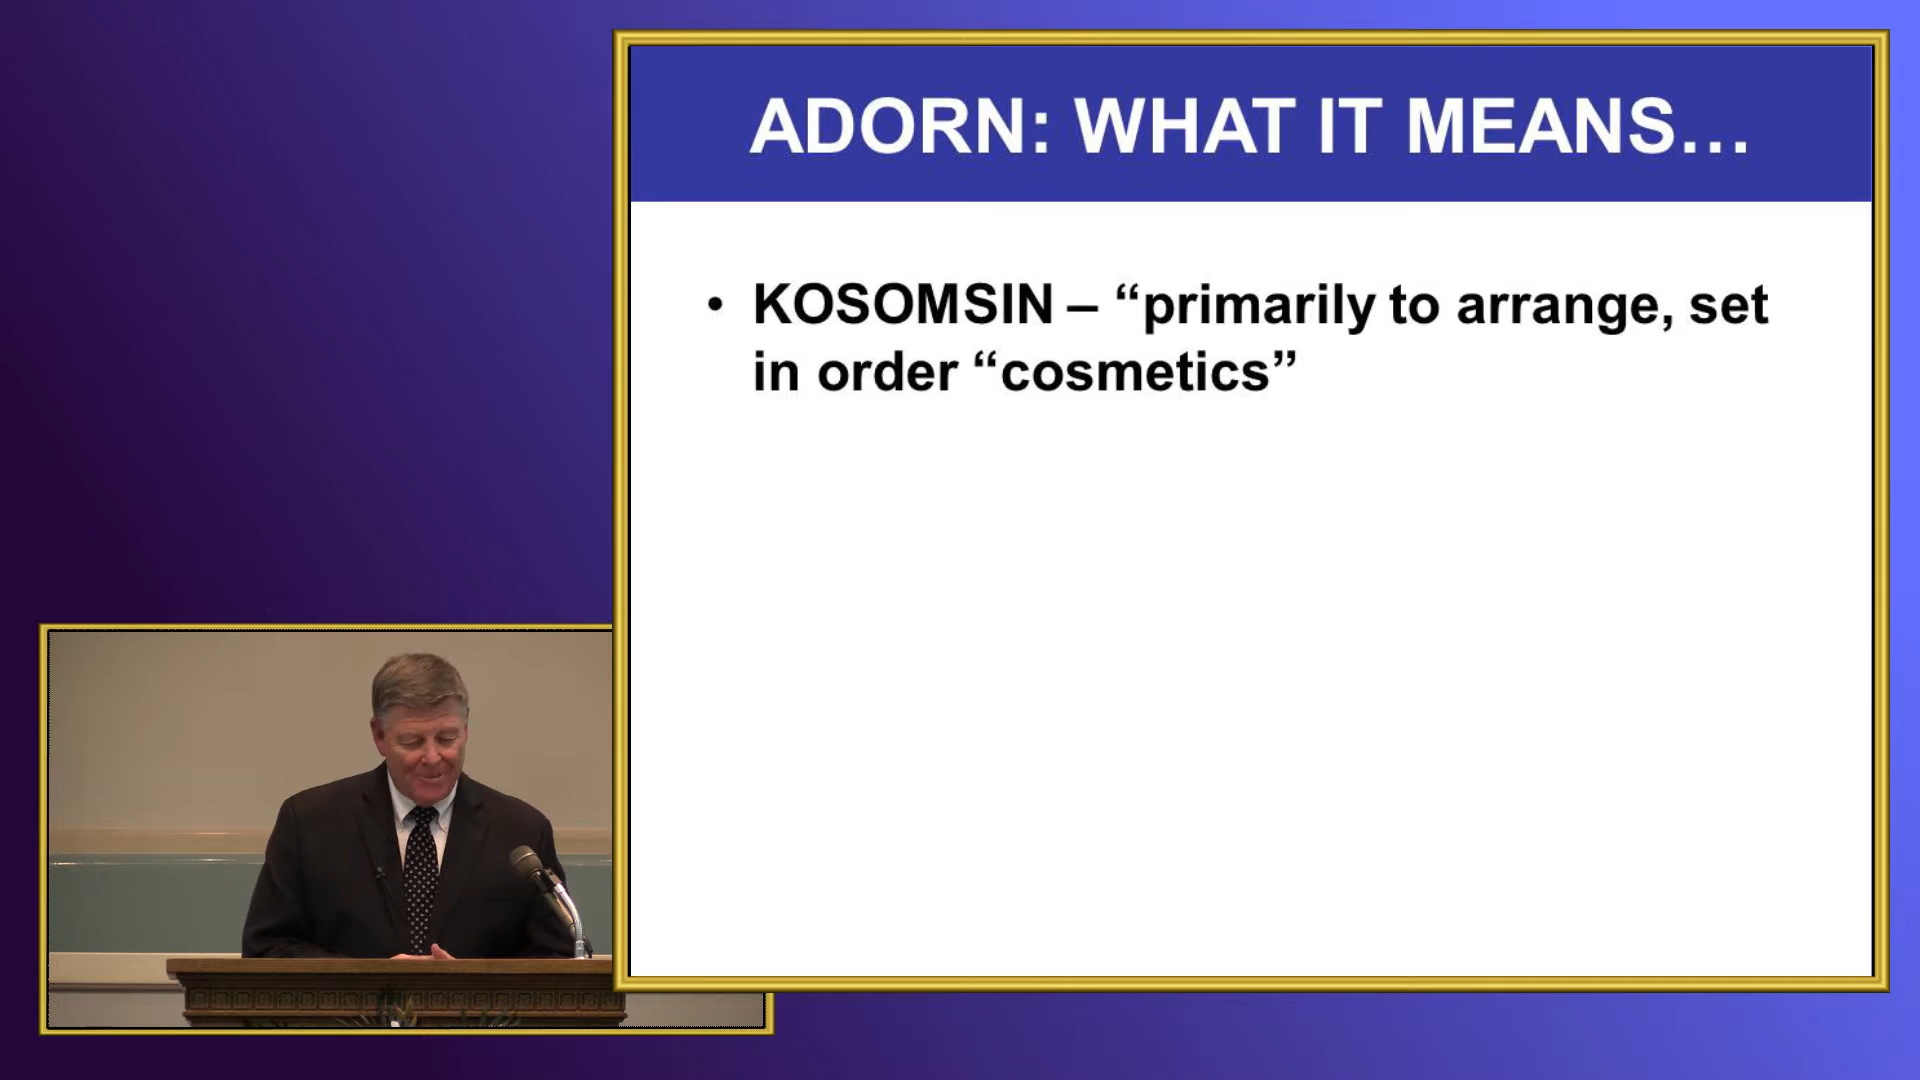 ADORN: WHAT IT MEANS…
• KOSOMSIN – “primarily to arrange, set
in order “cosmetics”